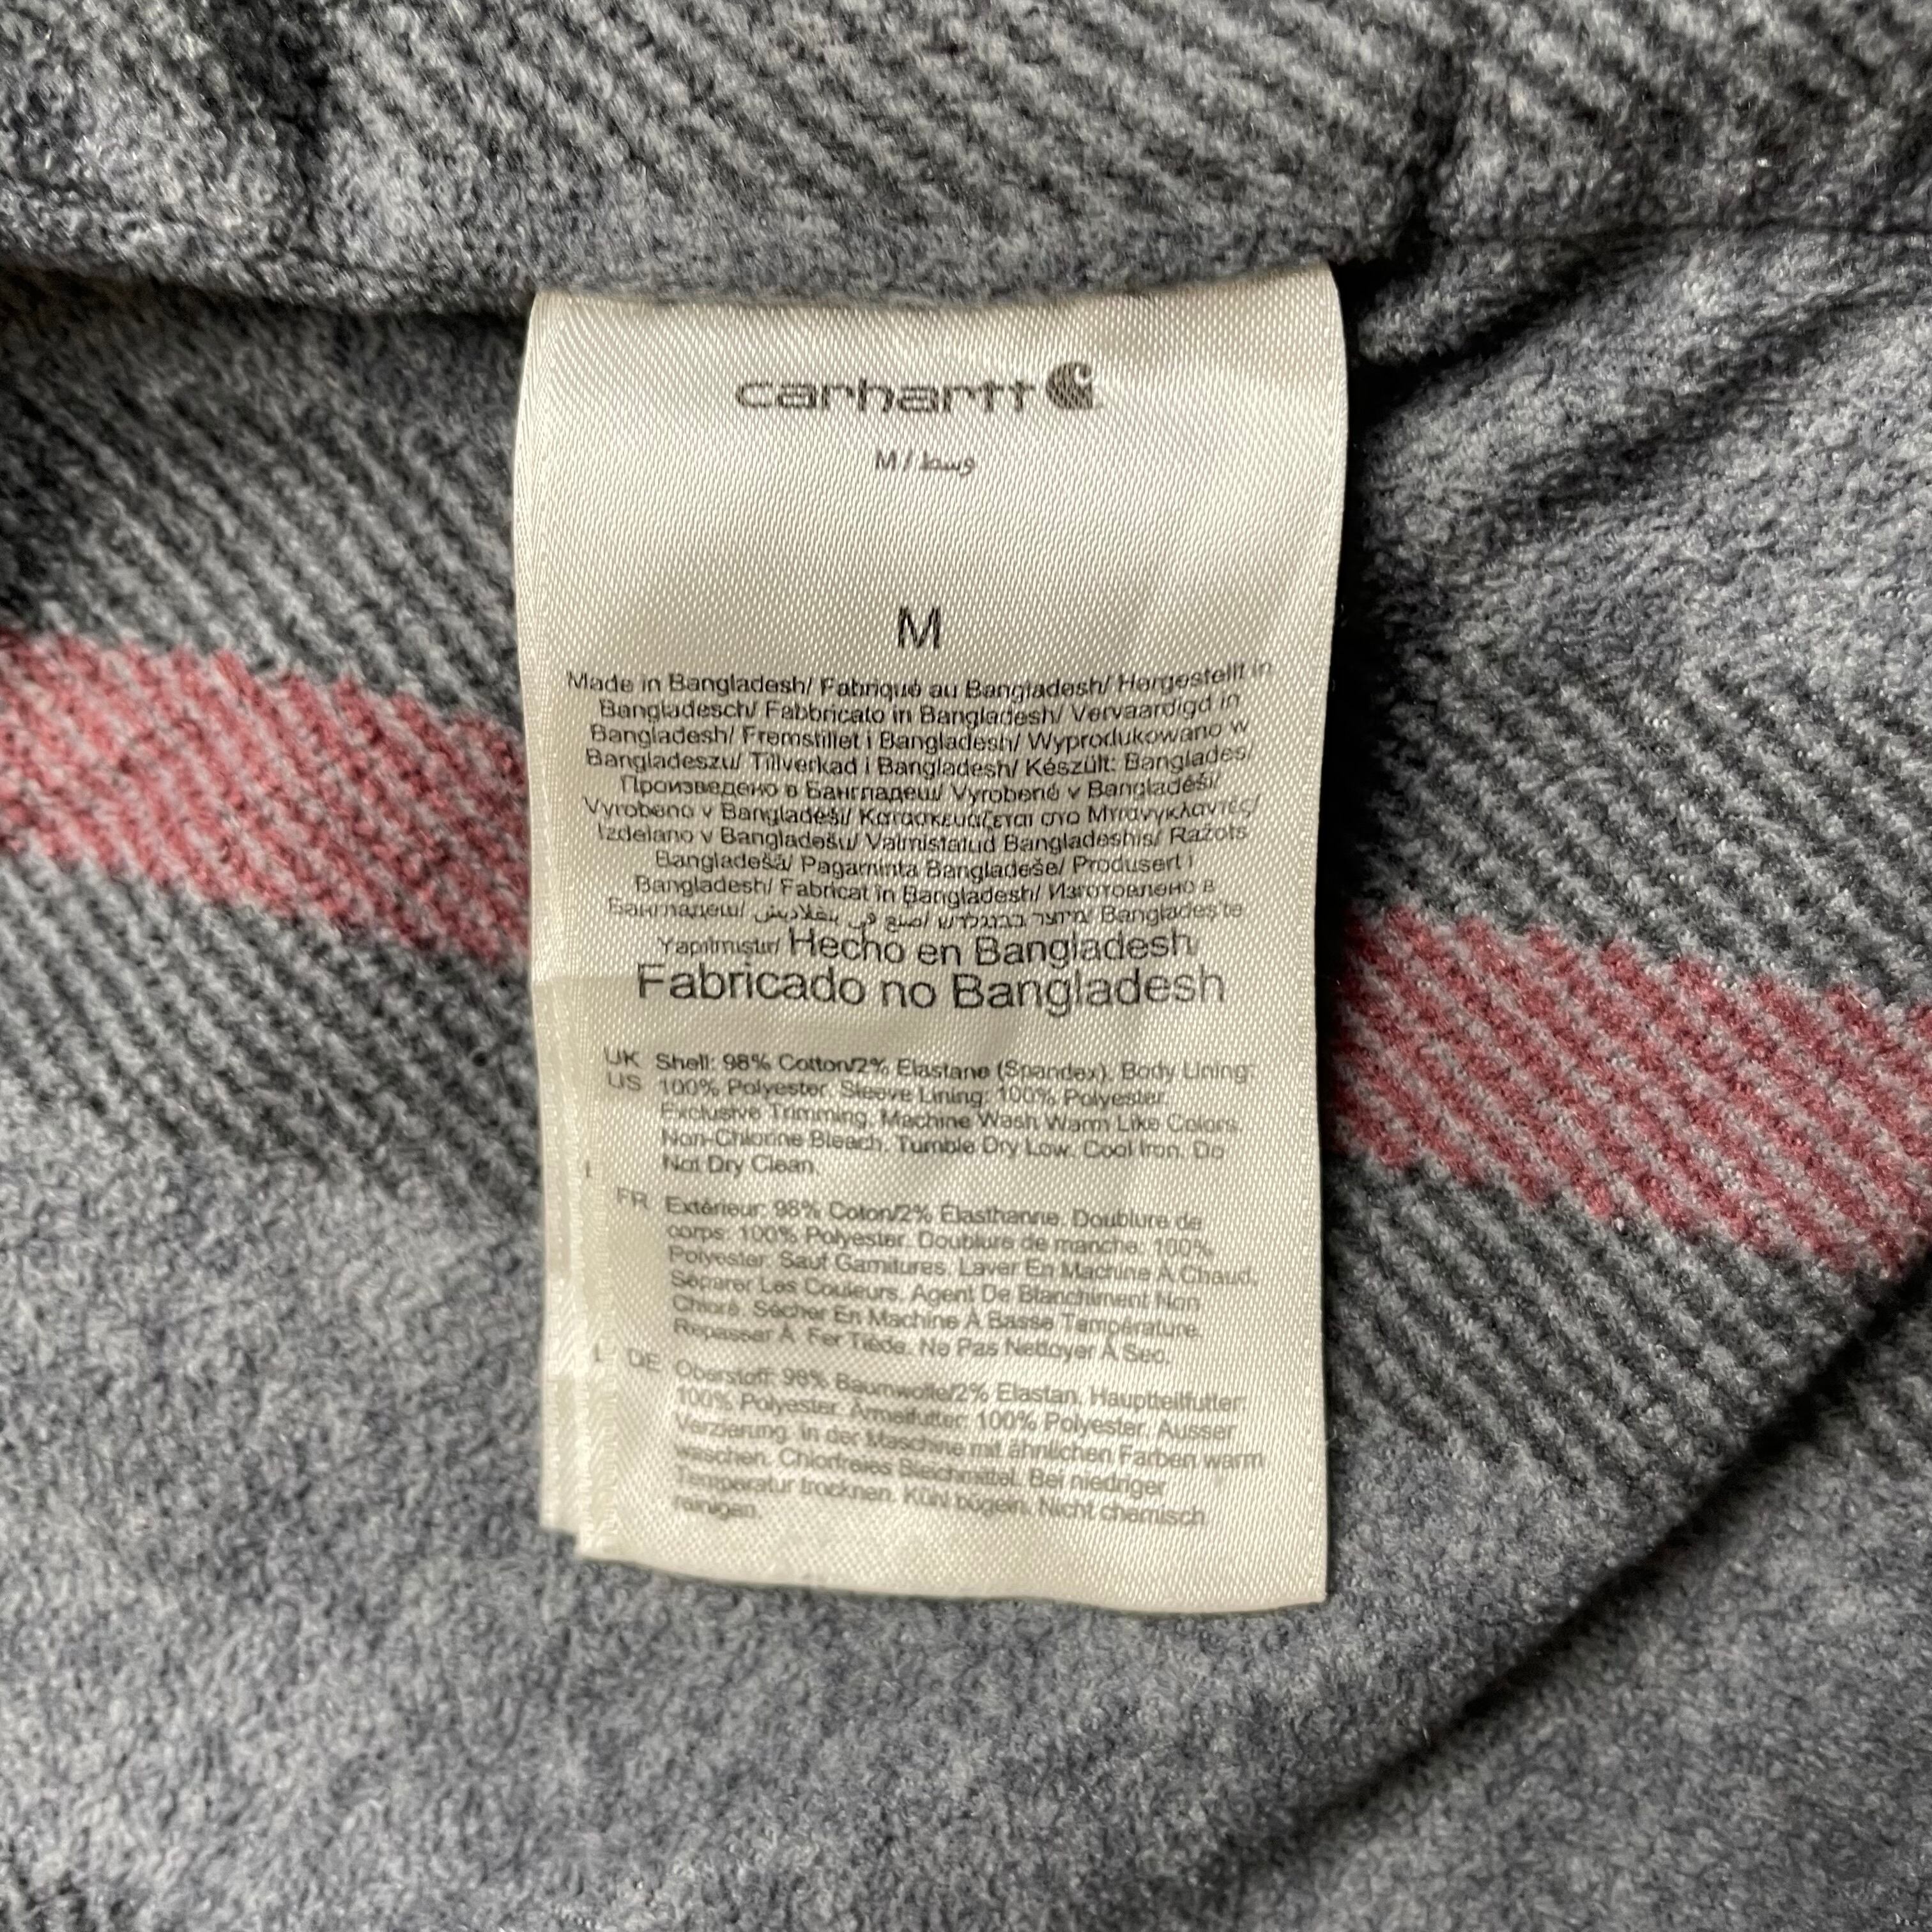 carhartt
M / وسط
M
Made in Bangladesh/ Fabriqué au Bangladesh/ Hergestellt in
Bangladesch/ Fabbricato in Bangladesh/ Vervaardigd in
Bangladesh/ Fremstillet i Bangladesh/ Wyprodukowano w
Bangladeszu/ Tillverkad i Bangladesh/ Készült: Banglades/
Произведено в Бангладеш/ Vyrobené v Bangladéši/
Vyrobeno v Bangladéši/ Κατασκευάζεται στο Μπανγκλαντές/
Izdelano v Bangladešu/ Valmistatud Bangladeshis/ Ražots
Bangladešā/ Pagaminta Bangladeše/ Produsert i
Bangladesh/ Fabricat în Bangladesh/ Изготовлено в
Бангладеш/ صنع في بنغلاديش/ מיוצר בבנגלדש/ Banglades'te
Yapılmıştır/ Hecho en Bangladesh
Fabricado no Bangladesh
UK Shell: 98% Cotton/2% Elastane (Spandex). Body Lining:
US 100% Polyester. Sleeve Lining: 100% Polyester.
Exclusive Trimming. Machine Wash Warm Like Colors.
Non-Chlorine Bleach. Tumble Dry Low. Cool Iron. Do
Not Dry Clean.
FR Extérieur: 98% Coton/2% Élasthanne. Doublure de
corps: 100% Polyester. Doublure de manche: 100%
Polyester. Sauf Garnitures. Laver En Machine À Chaud.
Séparer Les Couleurs. Agent De Blanchiment Non
Chloré. Sécher En Machine À Basse Température.
Repasser À Fer Tiède. Ne Pas Nettoyer À Sec.
DE Oberstoff: 98% Baumwolle/2% Elastan. Hauptteilfutter:
100% Polyester. Ärmelfutter: 100% Polyester. Ausser
Verzierung. In der Maschine mit ähnlichen Farben warm
waschen. Chlorfreies Bleichmittel. Bei niedriger
Temperatur trocknen. Kühl bügeln. Nicht chemisch
reinigen.